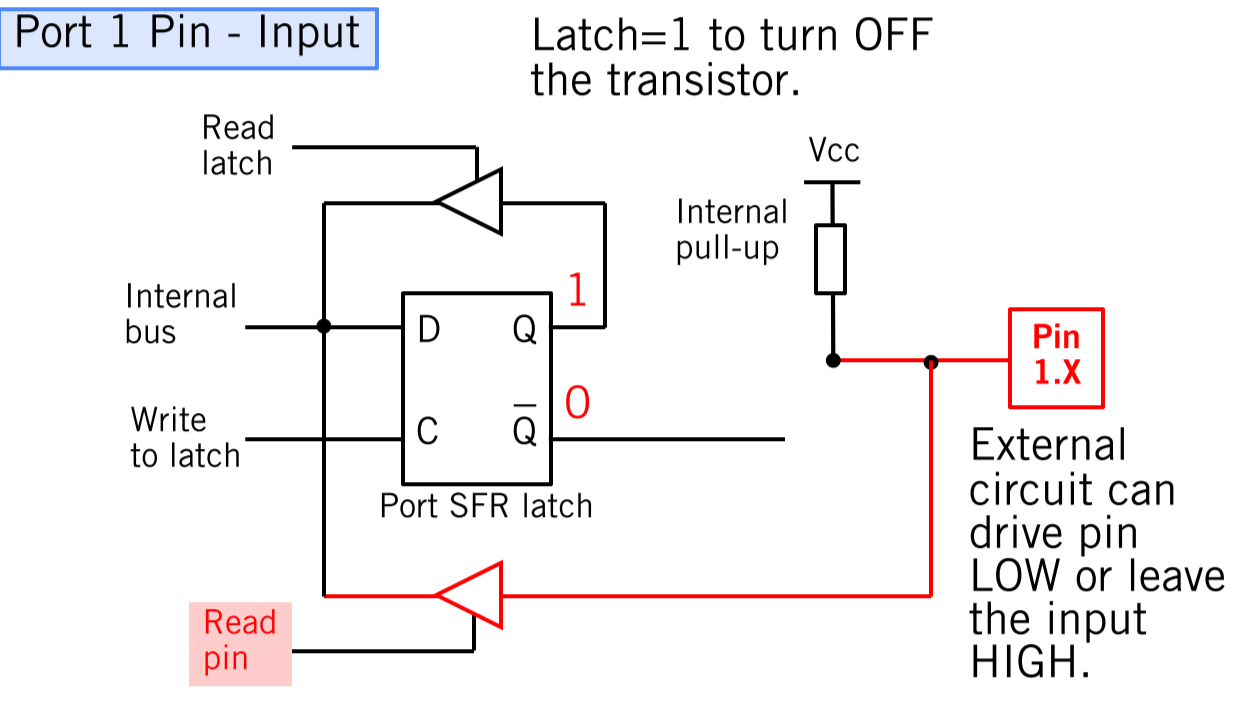 Port 1 Pin - Input
Latch=1 to turn OFF
the transistor.
Read
latch
Vcc
Internal
pull-up
Internal
bus
1
D
Q
Pin
1.X
Write
to latch
0
C
Q̅
Port SFR latch
External
circuit can
drive pin
LOW or leave
the input
HIGH.
Read
pin